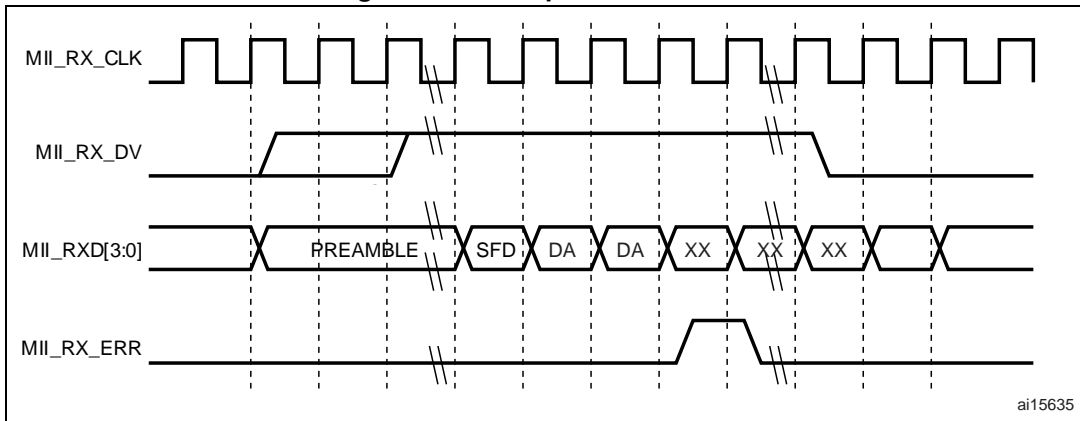 MII_RX_CLK
MII_RX_DV
MII_RXD[3:0] PREAMBLE SFD DA DA XX XX XX
MII_RX_ERR
ai15635